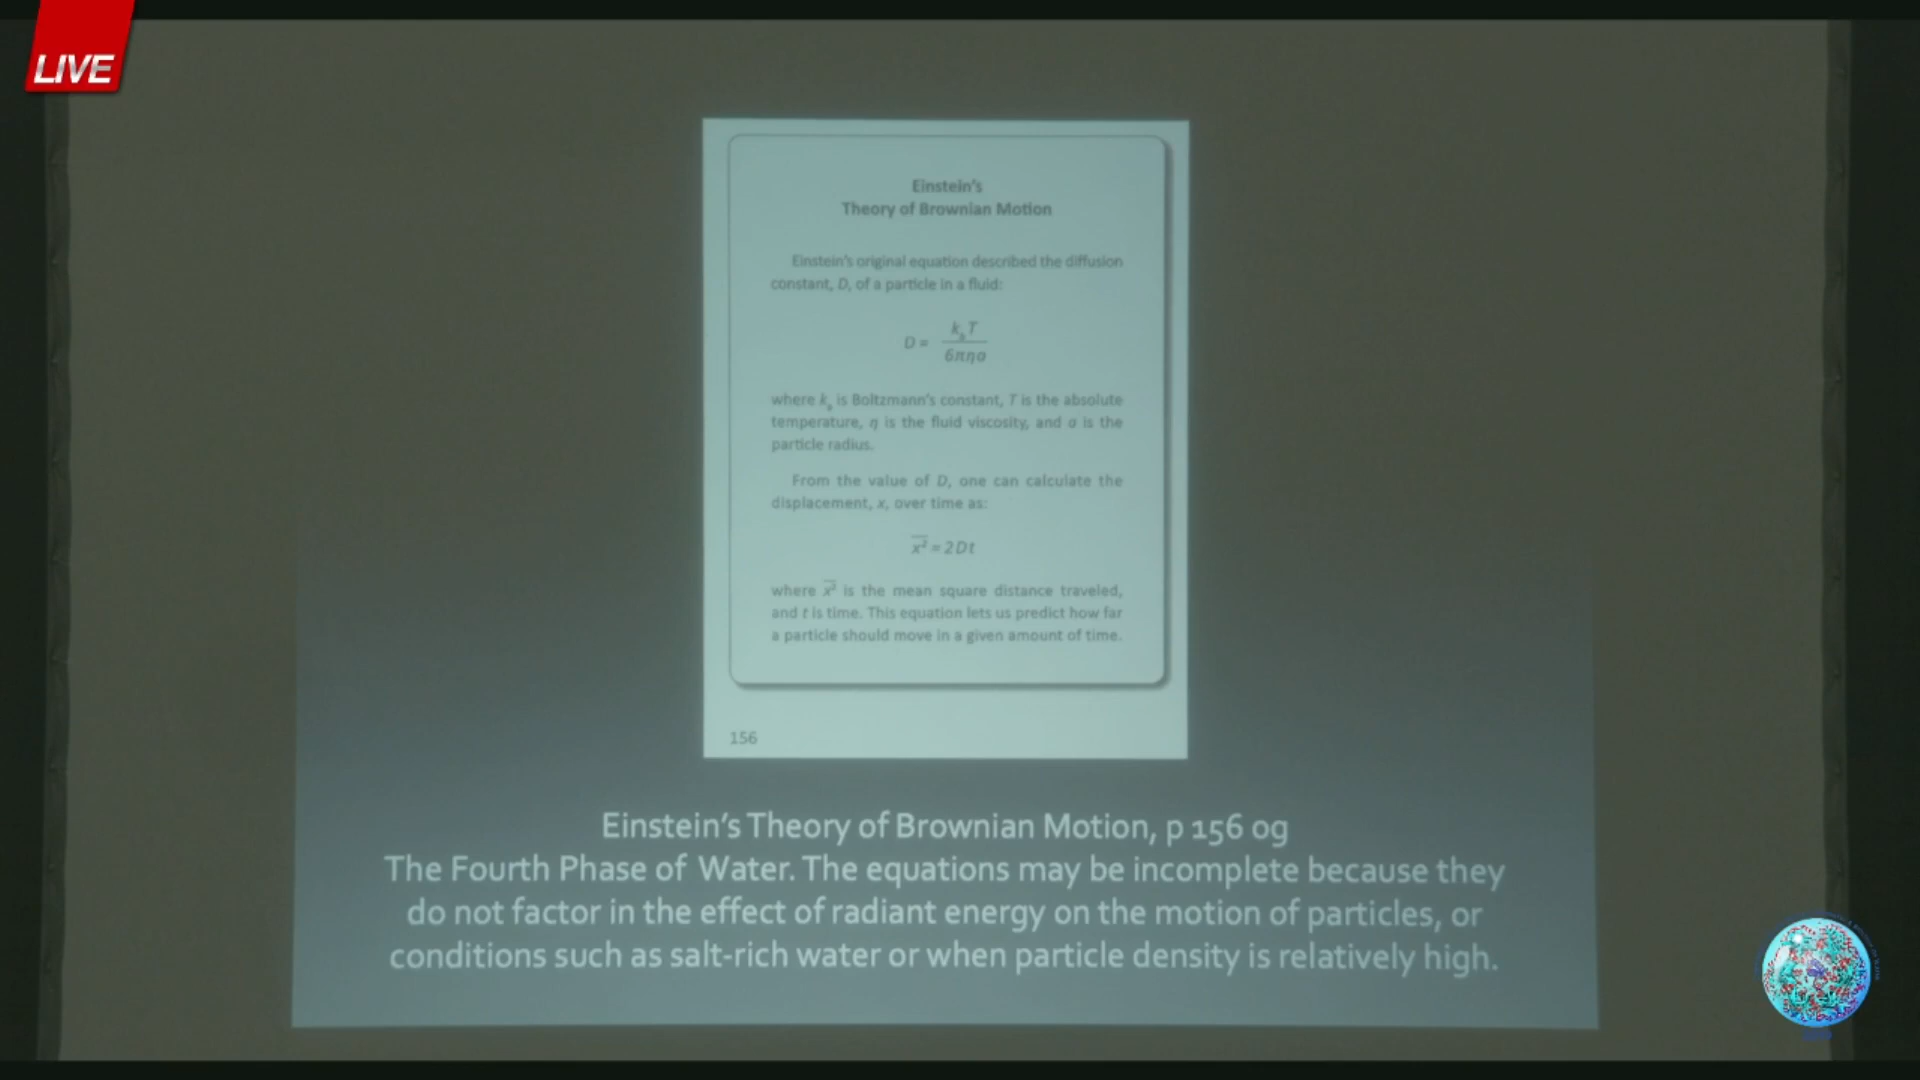 LIVE
Einstein's
Theory of Brownian Motion
Einstein's original equation described the diffusion
constant, D, of a particle in a fluid:
D = k_B T / 6πηa
where k_B is Boltzmann's constant, T is the absolute
temperature, η is the fluid viscosity, and a is the
particle radius.
From the value of D, one can calculate the
displacement, x, over time as:
x̄² = 2Dt
where x̄² is the mean square distance traveled,
and t is time. This equation lets us predict how far
a particle should move in a given amount of time.
156
Einstein's Theory of Brownian Motion, p 156 og
The Fourth Phase of Water. The equations may be incomplete because they
do not factor in the effect of radiant energy on the motion of particles, or
conditions such as salt-rich water or when particle density is relatively high.